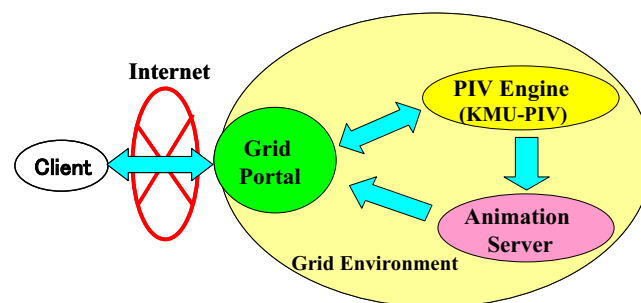 Internet
Client
Grid
Portal
PIV Engine
(KMU-PIV)
Animation
Server
Grid Environment